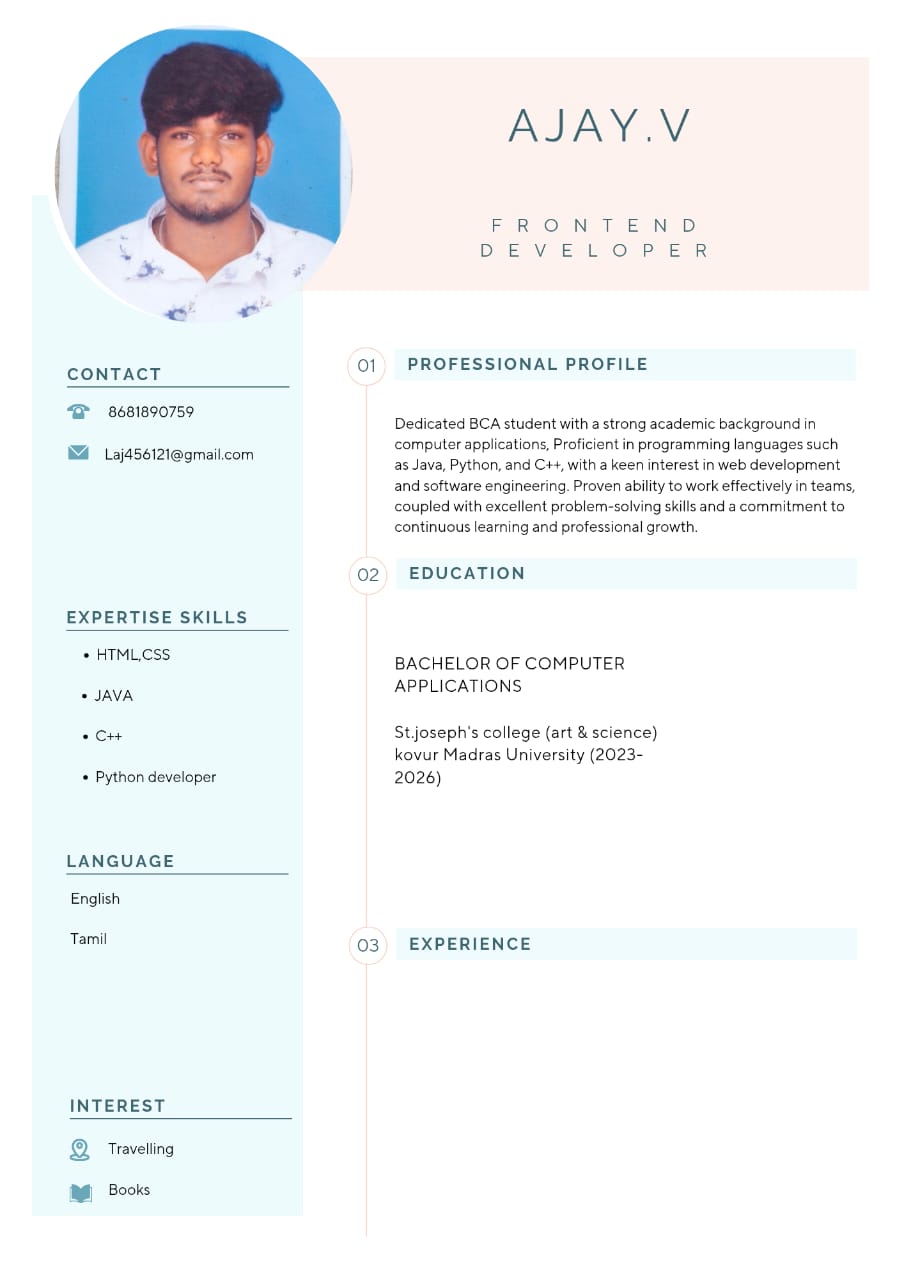 AJAY.V
FRONTEND
DEVELOPER
CONTACT
8681890759
Laj456121@gmail.com
EXPERTISE SKILLS
• HTML,CSS
• JAVA
• C++
• Python developer
LANGUAGE
English
Tamil
INTEREST
Travelling
Books
01
PROFESSIONAL PROFILE
Dedicated BCA student with a strong academic background in
computer applications, Proficient in programming languages such
as Java, Python, and C++, with a keen interest in web development
and software engineering. Proven ability to work effectively in teams,
coupled with excellent problem-solving skills and a commitment to
continuous learning and professional growth.
02
EDUCATION
BACHELOR OF COMPUTER
APPLICATIONS
St.joseph's college (art & science)
kovur Madras University (2023-
2026)
03
EXPERIENCE